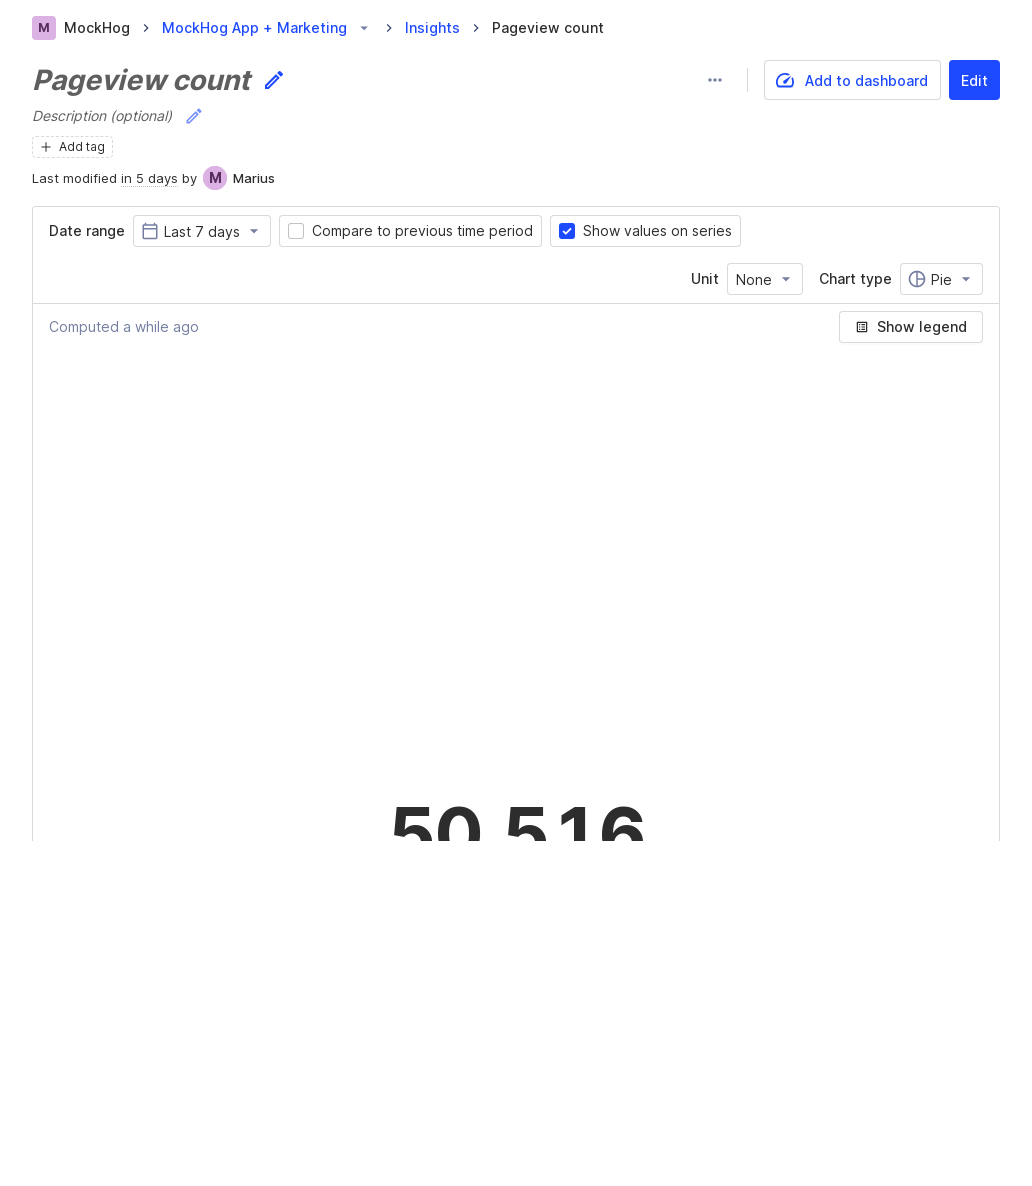 M MockHog MockHog App + Marketing Insights Pageview count
Pageview count
Add to dashboard Edit
Description (optional)
Add tag
Last modified in 5 days by M Marius
Date range Last 7 days Compare to previous time period Show values on series
Unit None Chart type Pie
Computed a while ago Show legend
50,516